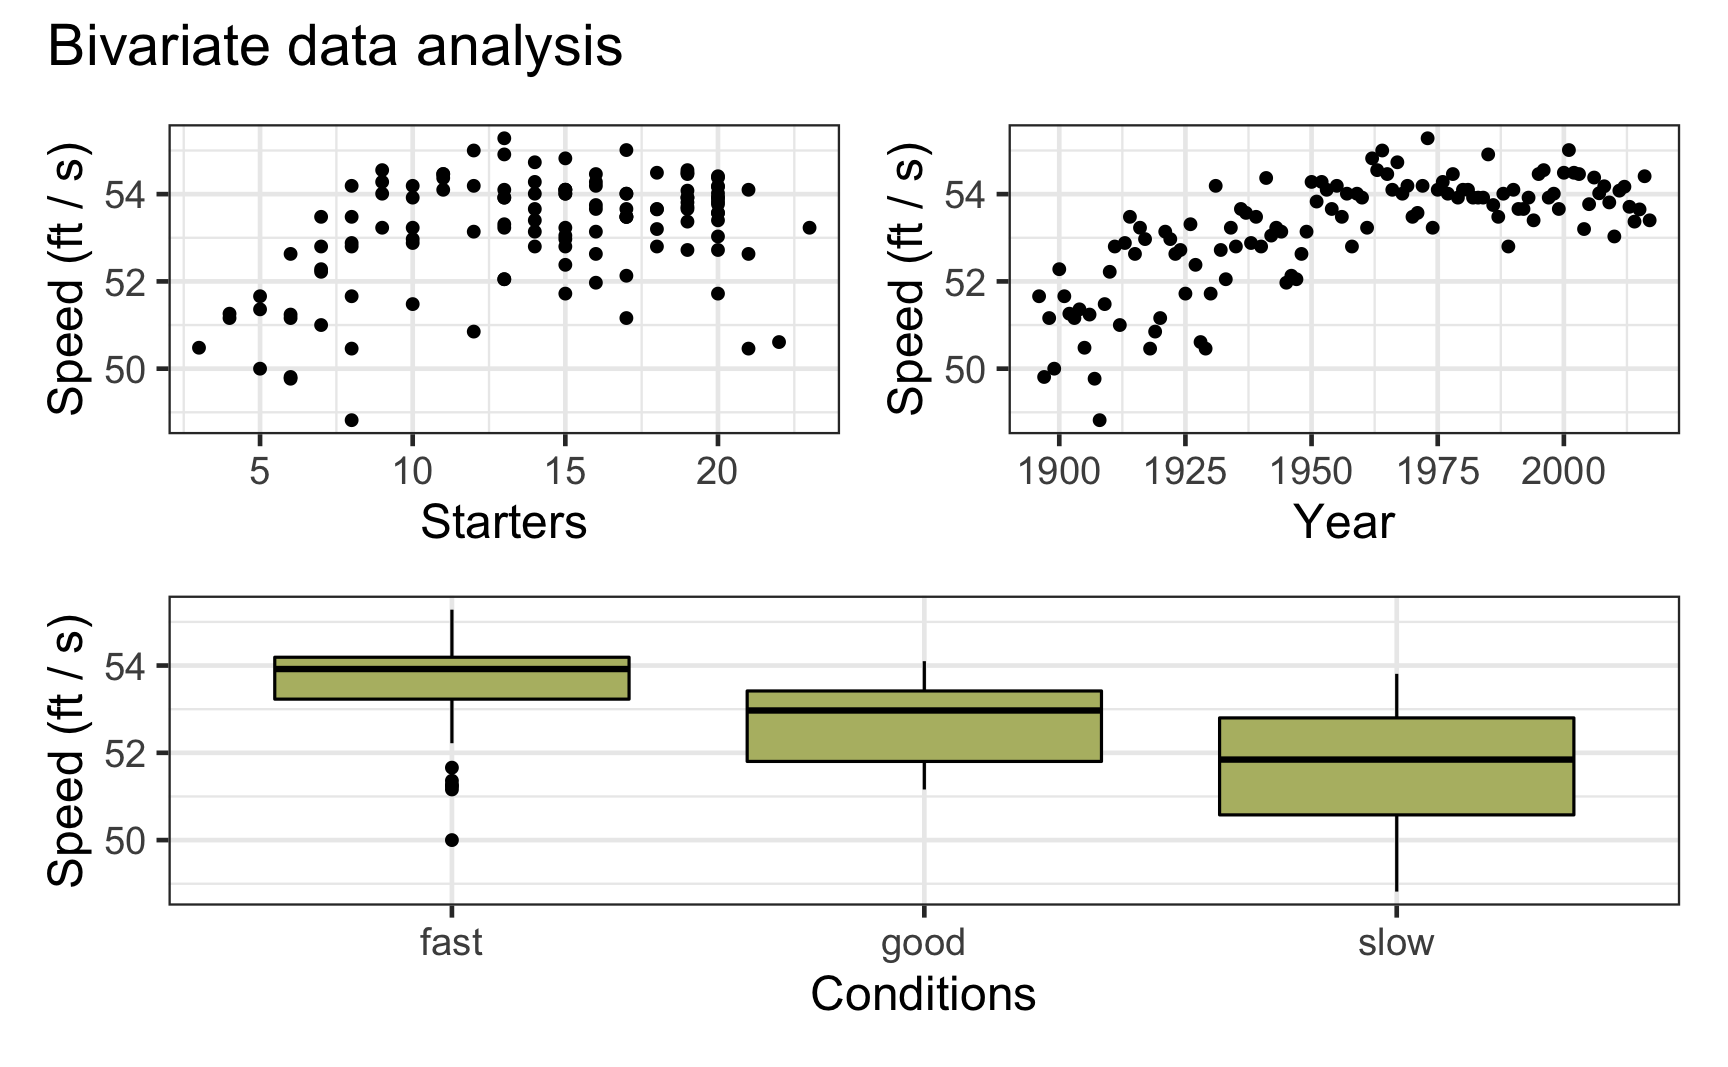 Bivariate data analysis
Speed (ft / s)
54
52
50
5 10 15 20
Starters
Speed (ft / s)
54
52
50
1900 1925 1950 1975 2000
Year
Speed (ft / s)
54
52
50
fast good slow
Conditions